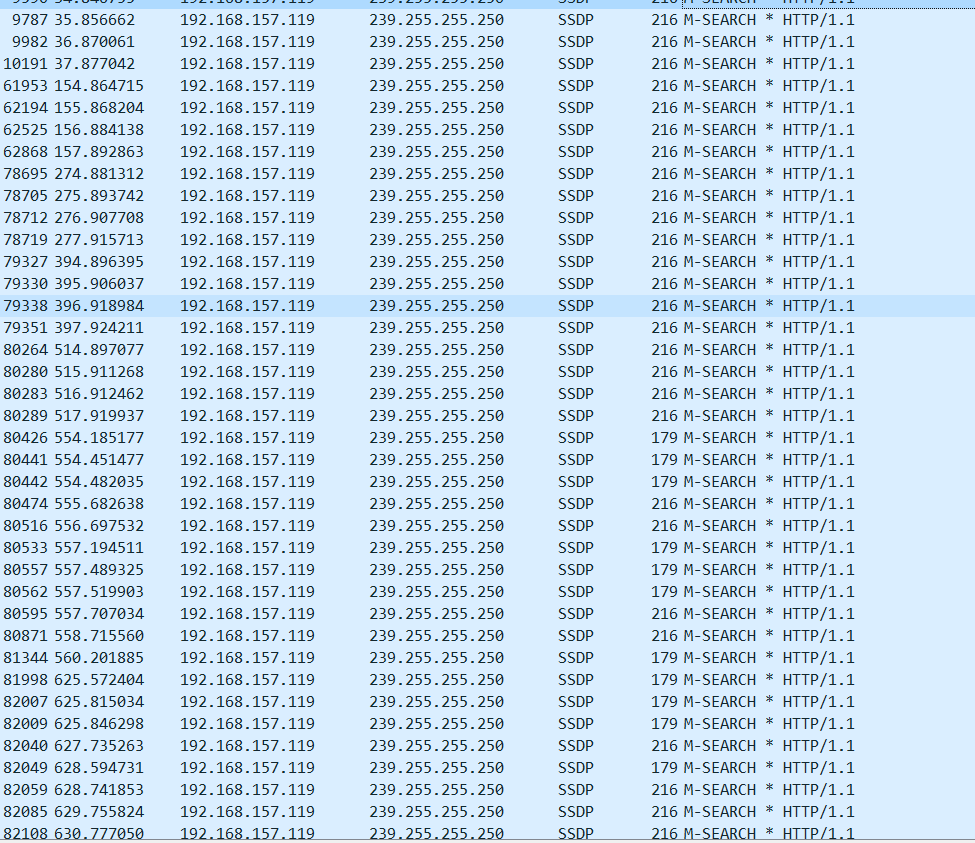 9787 35.856662 192.168.157.119 239.255.255.250 SSDP 216 M-SEARCH * HTTP/1.1
9982 36.870061 192.168.157.119 239.255.255.250 SSDP 216 M-SEARCH * HTTP/1.1
10191 37.877042 192.168.157.119 239.255.255.250 SSDP 216 M-SEARCH * HTTP/1.1
61953 154.864715 192.168.157.119 239.255.255.250 SSDP 216 M-SEARCH * HTTP/1.1
62194 155.868204 192.168.157.119 239.255.255.250 SSDP 216 M-SEARCH * HTTP/1.1
62525 156.884138 192.168.157.119 239.255.255.250 SSDP 216 M-SEARCH * HTTP/1.1
62868 157.892863 192.168.157.119 239.255.255.250 SSDP 216 M-SEARCH * HTTP/1.1
78695 274.881312 192.168.157.119 239.255.255.250 SSDP 216 M-SEARCH * HTTP/1.1
78705 275.893742 192.168.157.119 239.255.255.250 SSDP 216 M-SEARCH * HTTP/1.1
78712 276.907708 192.168.157.119 239.255.255.250 SSDP 216 M-SEARCH * HTTP/1.1
78719 277.915713 192.168.157.119 239.255.255.250 SSDP 216 M-SEARCH * HTTP/1.1
79327 394.896395 192.168.157.119 239.255.255.250 SSDP 216 M-SEARCH * HTTP/1.1
79330 395.906037 192.168.157.119 239.255.255.250 SSDP 216 M-SEARCH * HTTP/1.1
79338 396.918984 192.168.157.119 239.255.255.250 SSDP 216 M-SEARCH * HTTP/1.1
79351 397.924211 192.168.157.119 239.255.255.250 SSDP 216 M-SEARCH * HTTP/1.1
80264 514.897077 192.168.157.119 239.255.255.250 SSDP 216 M-SEARCH * HTTP/1.1
80280 515.911268 192.168.157.119 239.255.255.250 SSDP 216 M-SEARCH * HTTP/1.1
80283 516.912462 192.168.157.119 239.255.255.250 SSDP 216 M-SEARCH * HTTP/1.1
80289 517.919937 192.168.157.119 239.255.255.250 SSDP 216 M-SEARCH * HTTP/1.1
80426 554.185177 192.168.157.119 239.255.255.250 SSDP 179 M-SEARCH * HTTP/1.1
80441 554.451477 192.168.157.119 239.255.255.250 SSDP 179 M-SEARCH * HTTP/1.1
80442 554.482035 192.168.157.119 239.255.255.250 SSDP 179 M-SEARCH * HTTP/1.1
80474 555.682638 192.168.157.119 239.255.255.250 SSDP 216 M-SEARCH * HTTP/1.1
80516 556.697532 192.168.157.119 239.255.255.250 SSDP 216 M-SEARCH * HTTP/1.1
80533 557.194511 192.168.157.119 239.255.255.250 SSDP 179 M-SEARCH * HTTP/1.1
80557 557.489325 192.168.157.119 239.255.255.250 SSDP 179 M-SEARCH * HTTP/1.1
80562 557.519903 192.168.157.119 239.255.255.250 SSDP 179 M-SEARCH * HTTP/1.1
80595 557.707034 192.168.157.119 239.255.255.250 SSDP 216 M-SEARCH * HTTP/1.1
80871 558.715560 192.168.157.119 239.255.255.250 SSDP 216 M-SEARCH * HTTP/1.1
81344 560.201885 192.168.157.119 239.255.255.250 SSDP 179 M-SEARCH * HTTP/1.1
81998 625.572404 192.168.157.119 239.255.255.250 SSDP 179 M-SEARCH * HTTP/1.1
82007 625.815034 192.168.157.119 239.255.255.250 SSDP 179 M-SEARCH * HTTP/1.1
82009 625.846298 192.168.157.119 239.255.255.250 SSDP 179 M-SEARCH * HTTP/1.1
82040 627.735263 192.168.157.119 239.255.255.250 SSDP 216 M-SEARCH * HTTP/1.1
82049 628.594731 192.168.157.119 239.255.255.250 SSDP 179 M-SEARCH * HTTP/1.1
82059 628.741853 192.168.157.119 239.255.255.250 SSDP 216 M-SEARCH * HTTP/1.1
82085 629.755824 192.168.157.119 239.255.255.250 SSDP 216 M-SEARCH * HTTP/1.1
82108 630.777050 192.168.157.119 239.255.255.250 SSDP 216 M-SEARCH * HTTP/1.1